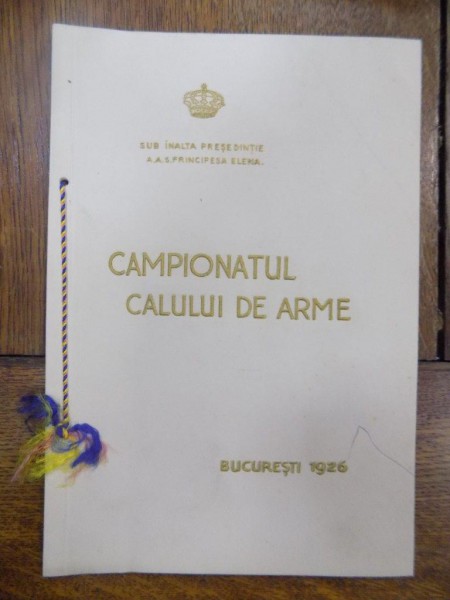 SUB ÎNALTA PREȘEDINȚIE
A.A.S. PRINCIPESA ELENA.
CAMPIONATUL
CALULUI DE ARME
BUCUREȘTI 1926